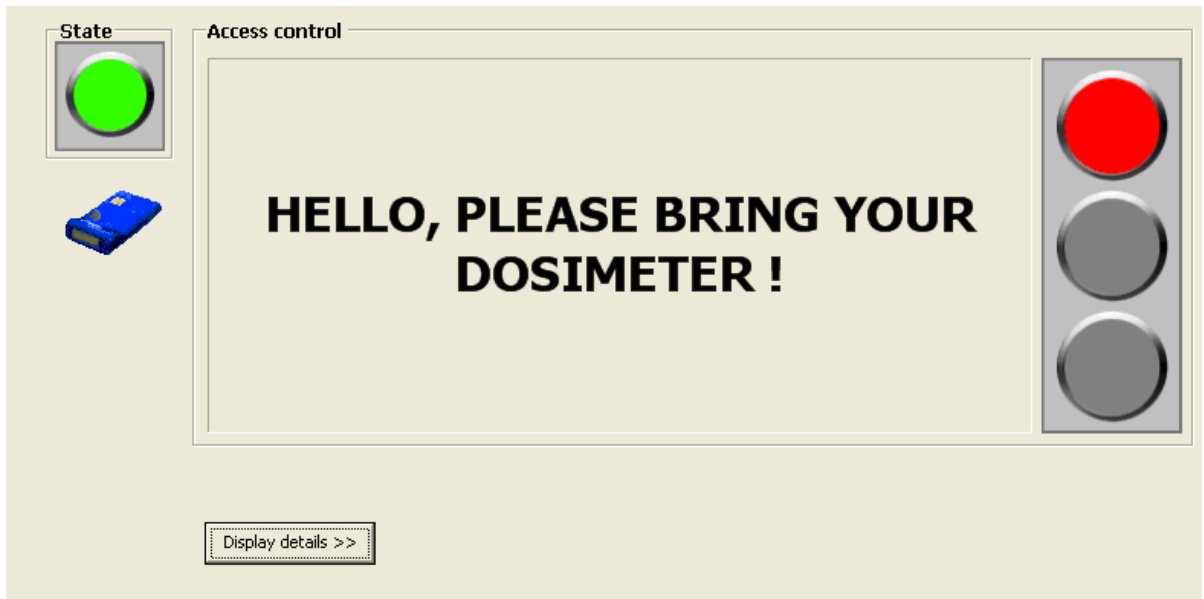 State
Access control
HELLO, PLEASE BRING YOUR
DOSIMETER !
Display details >>